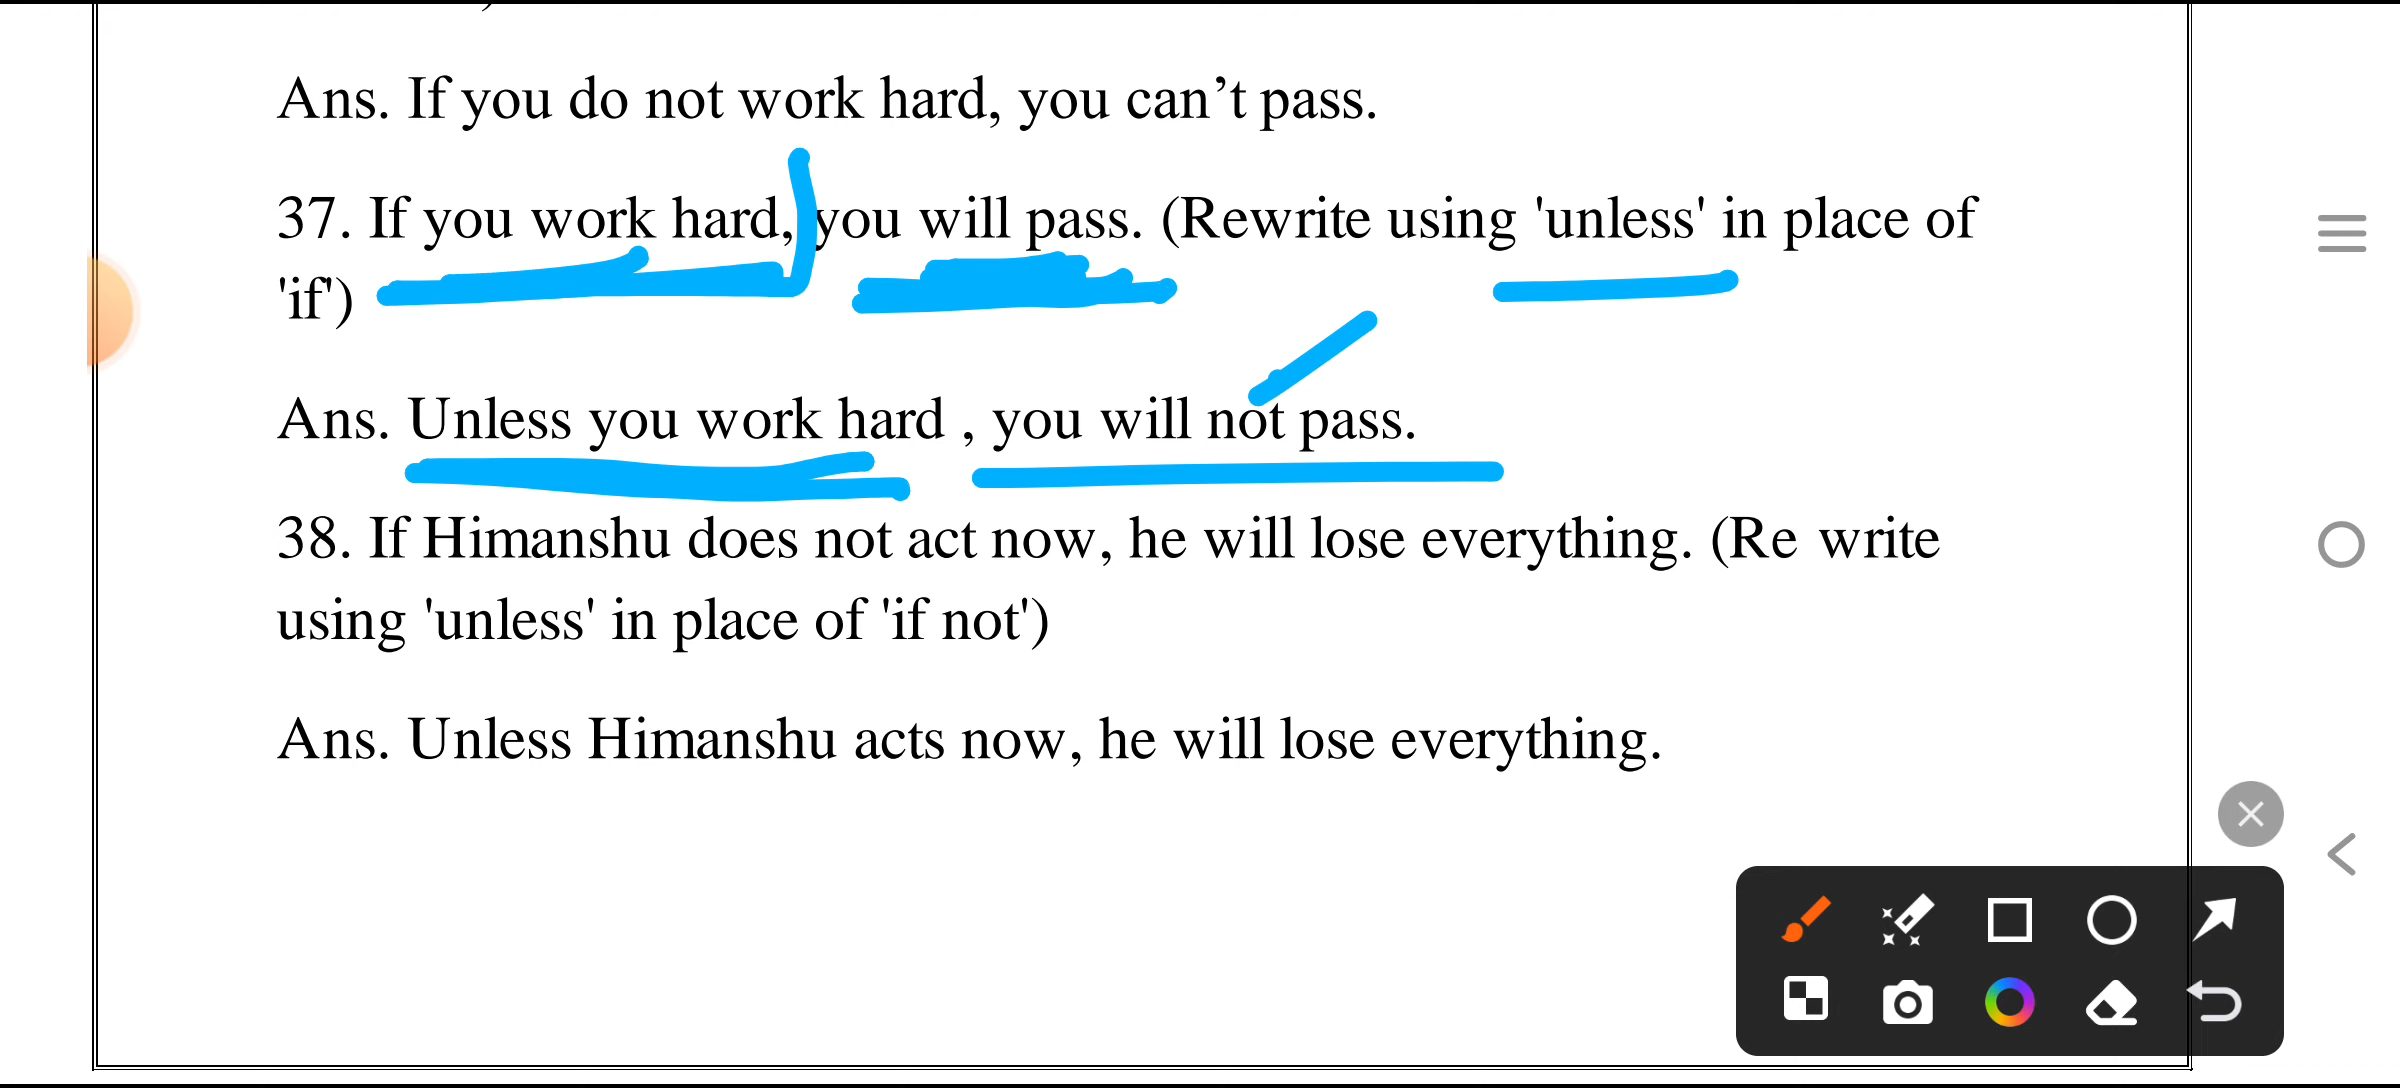 Ans. If you do not work hard, you can’t pass.
37. If you work hard, you will pass. (Rewrite using 'unless' in place of
'if')
Ans. Unless you work hard , you will not pass.
38. If Himanshu does not act now, he will lose everything. (Re write
using 'unless' in place of 'if not')
Ans. Unless Himanshu acts now, he will lose everything.